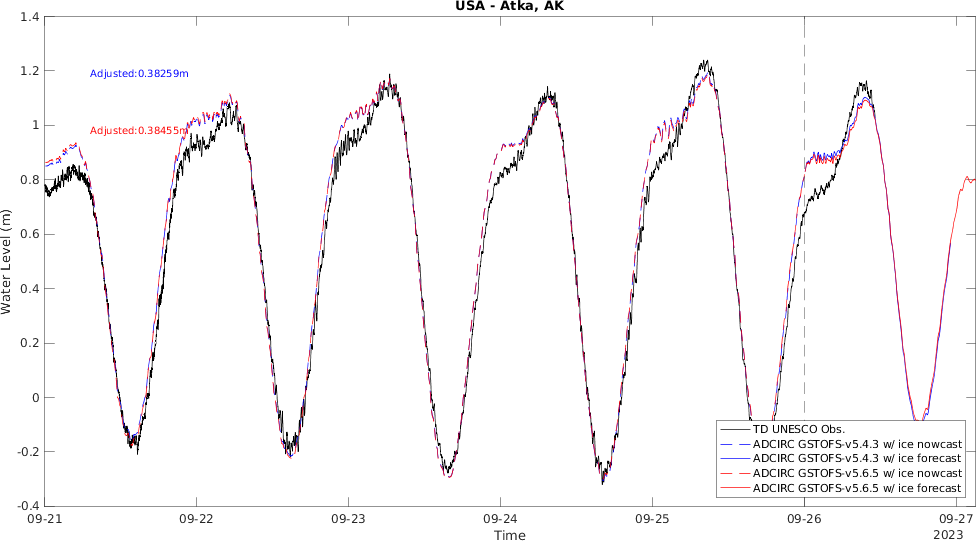 USA - Atka, AK
1.4
1.2
1
0.8
0.6
0.4
0.2
0
-0.2
-0.4
Water Level (m)
Adjusted:0.38259m
Adjusted:0.38455m
TD UNESCO Obs.
ADCIRC GSTOFS-v5.4.3 w/ ice nowcast
ADCIRC GSTOFS-v5.4.3 w/ ice forecast
ADCIRC GSTOFS-v5.6.5 w/ ice nowcast
ADCIRC GSTOFS-v5.6.5 w/ ice forecast
09-21 09-22 09-23 09-24 09-25 09-26 09-27
Time
2023